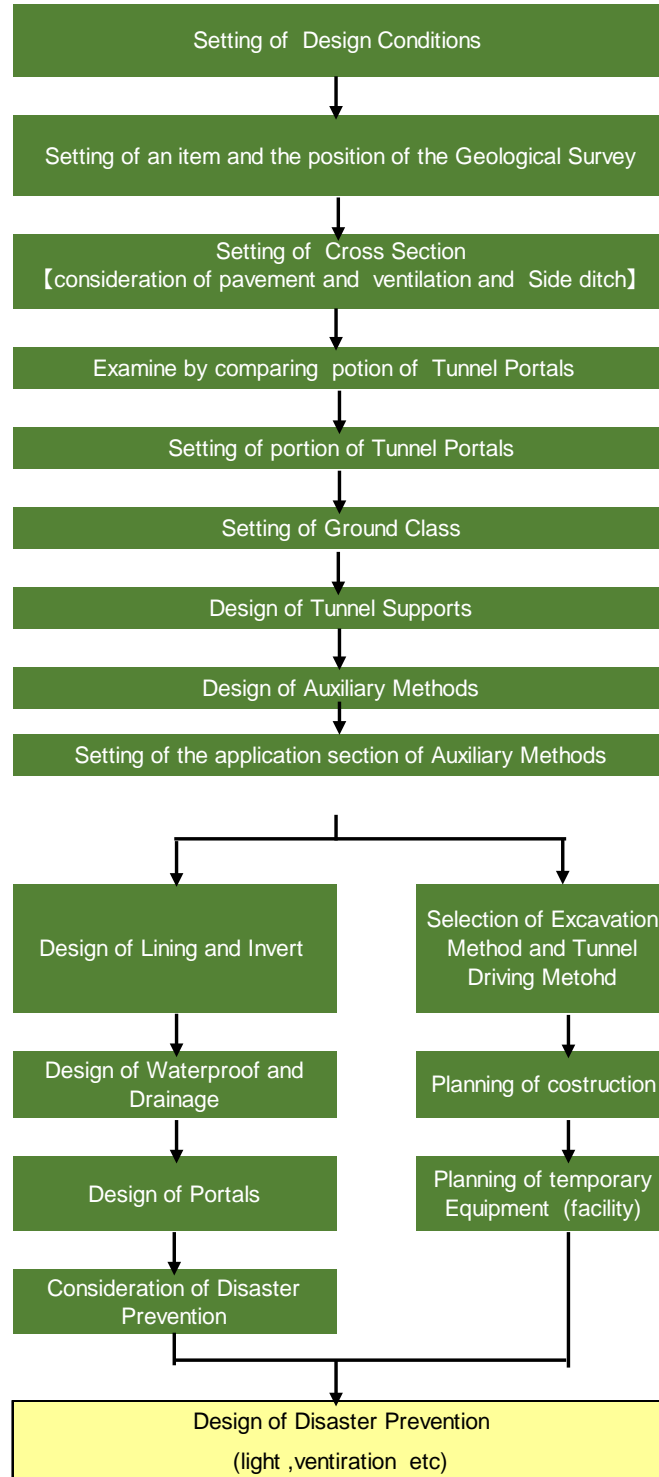 Setting of Design Conditions
Setting of an item and the position of the Geological Survey
Setting of Cross Section
【consideration of pavement and ventilation and Side ditch】
Examine by comparing potion of Tunnel Portals
Setting of portion of Tunnel Portals
Setting of Ground Class
Design of Tunnel Supports
Design of Auxiliary Methods
Setting of the application section of Auxiliary Methods
Design of Lining and Invert
Design of Waterproof and
Drainage
Design of Portals
Consideration of Disaster
Prevention
Selection of Excavation
Method and Tunnel
Driving Metohd
Planning of costruction
Planning of temporary
Equipment (facility)
Design of Disaster Prevention
(light ,ventiration etc)